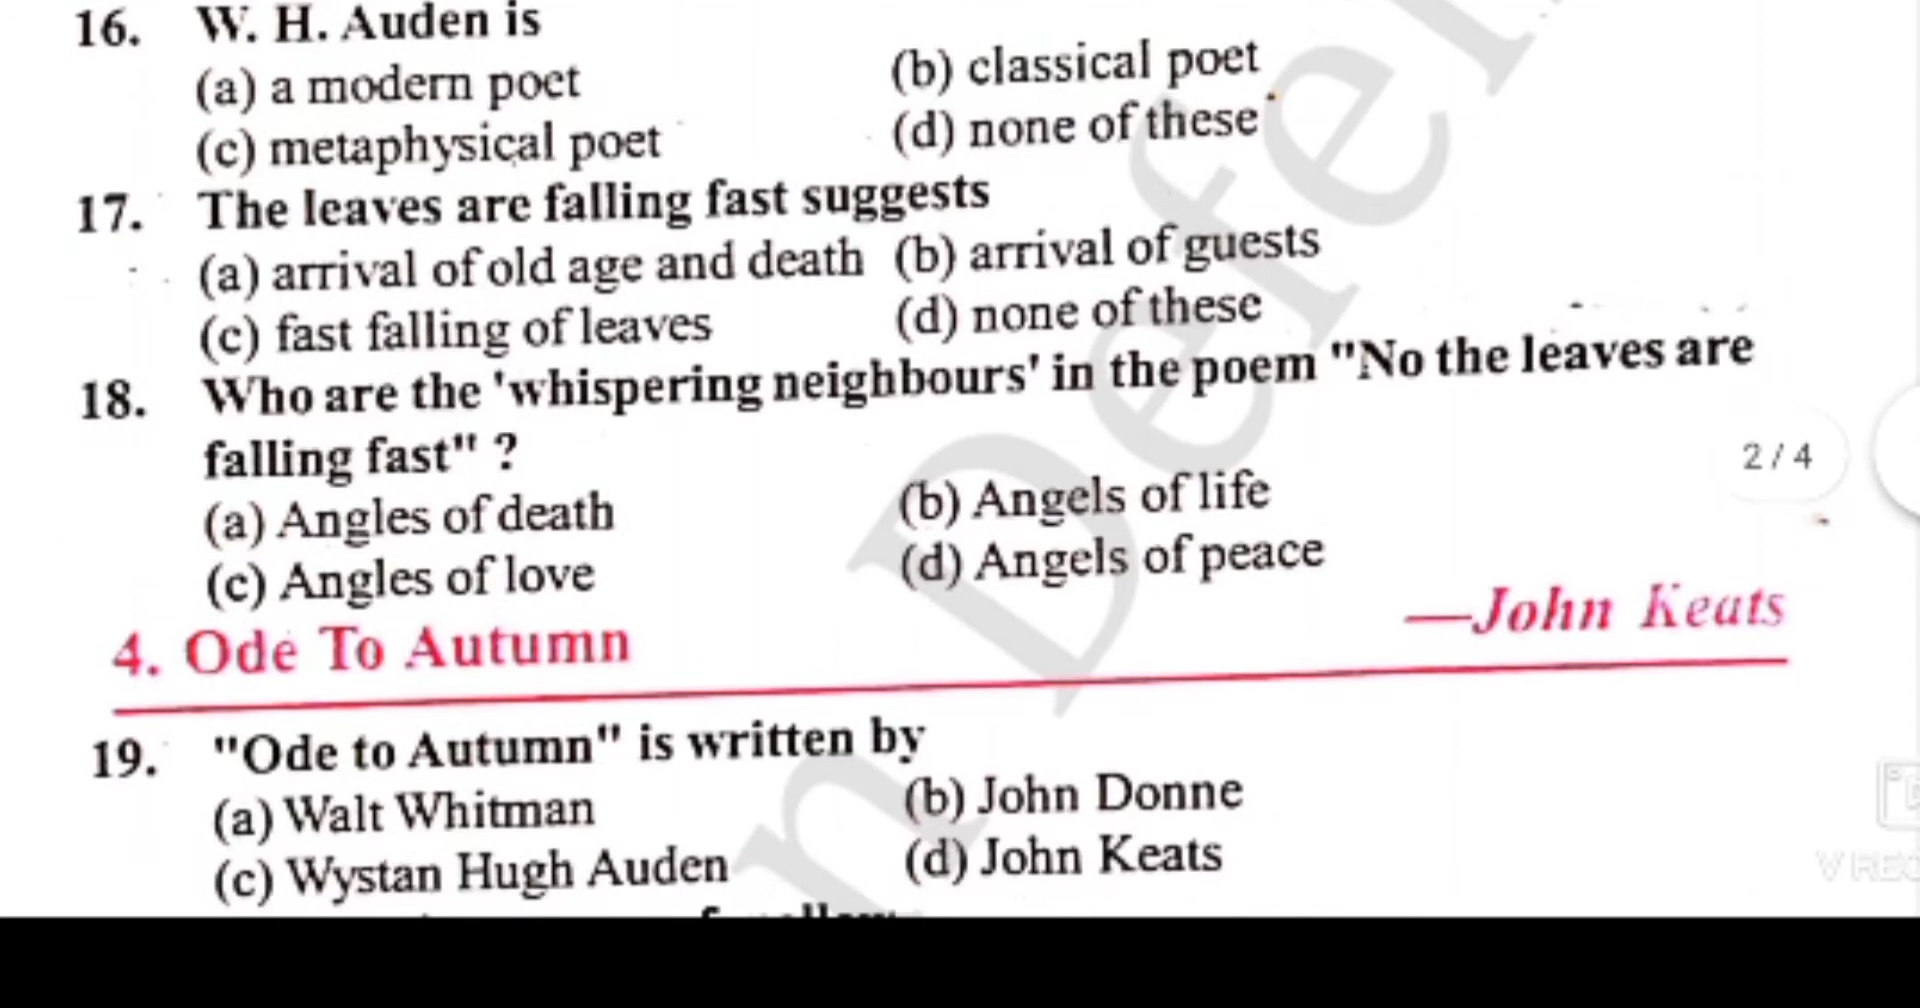 16. W. H. Auden is
(a) a modern poet (b) classical poet
(c) metaphysical poet (d) none of these
17. The leaves are falling fast suggests
(a) arrival of old age and death (b) arrival of guests
(c) fast falling of leaves (d) none of these
18. Who are the 'whispering neighbours' in the poem "No the leaves are
falling fast" ?
2 / 4
(a) Angles of death (b) Angels of life
(c) Angles of love (d) Angels of peace
4. Ode To Autumn —John Keats
19. "Ode to Autumn" is written by
(a) Walt Whitman (b) John Donne
(c) Wystan Hugh Auden (d) John Keats